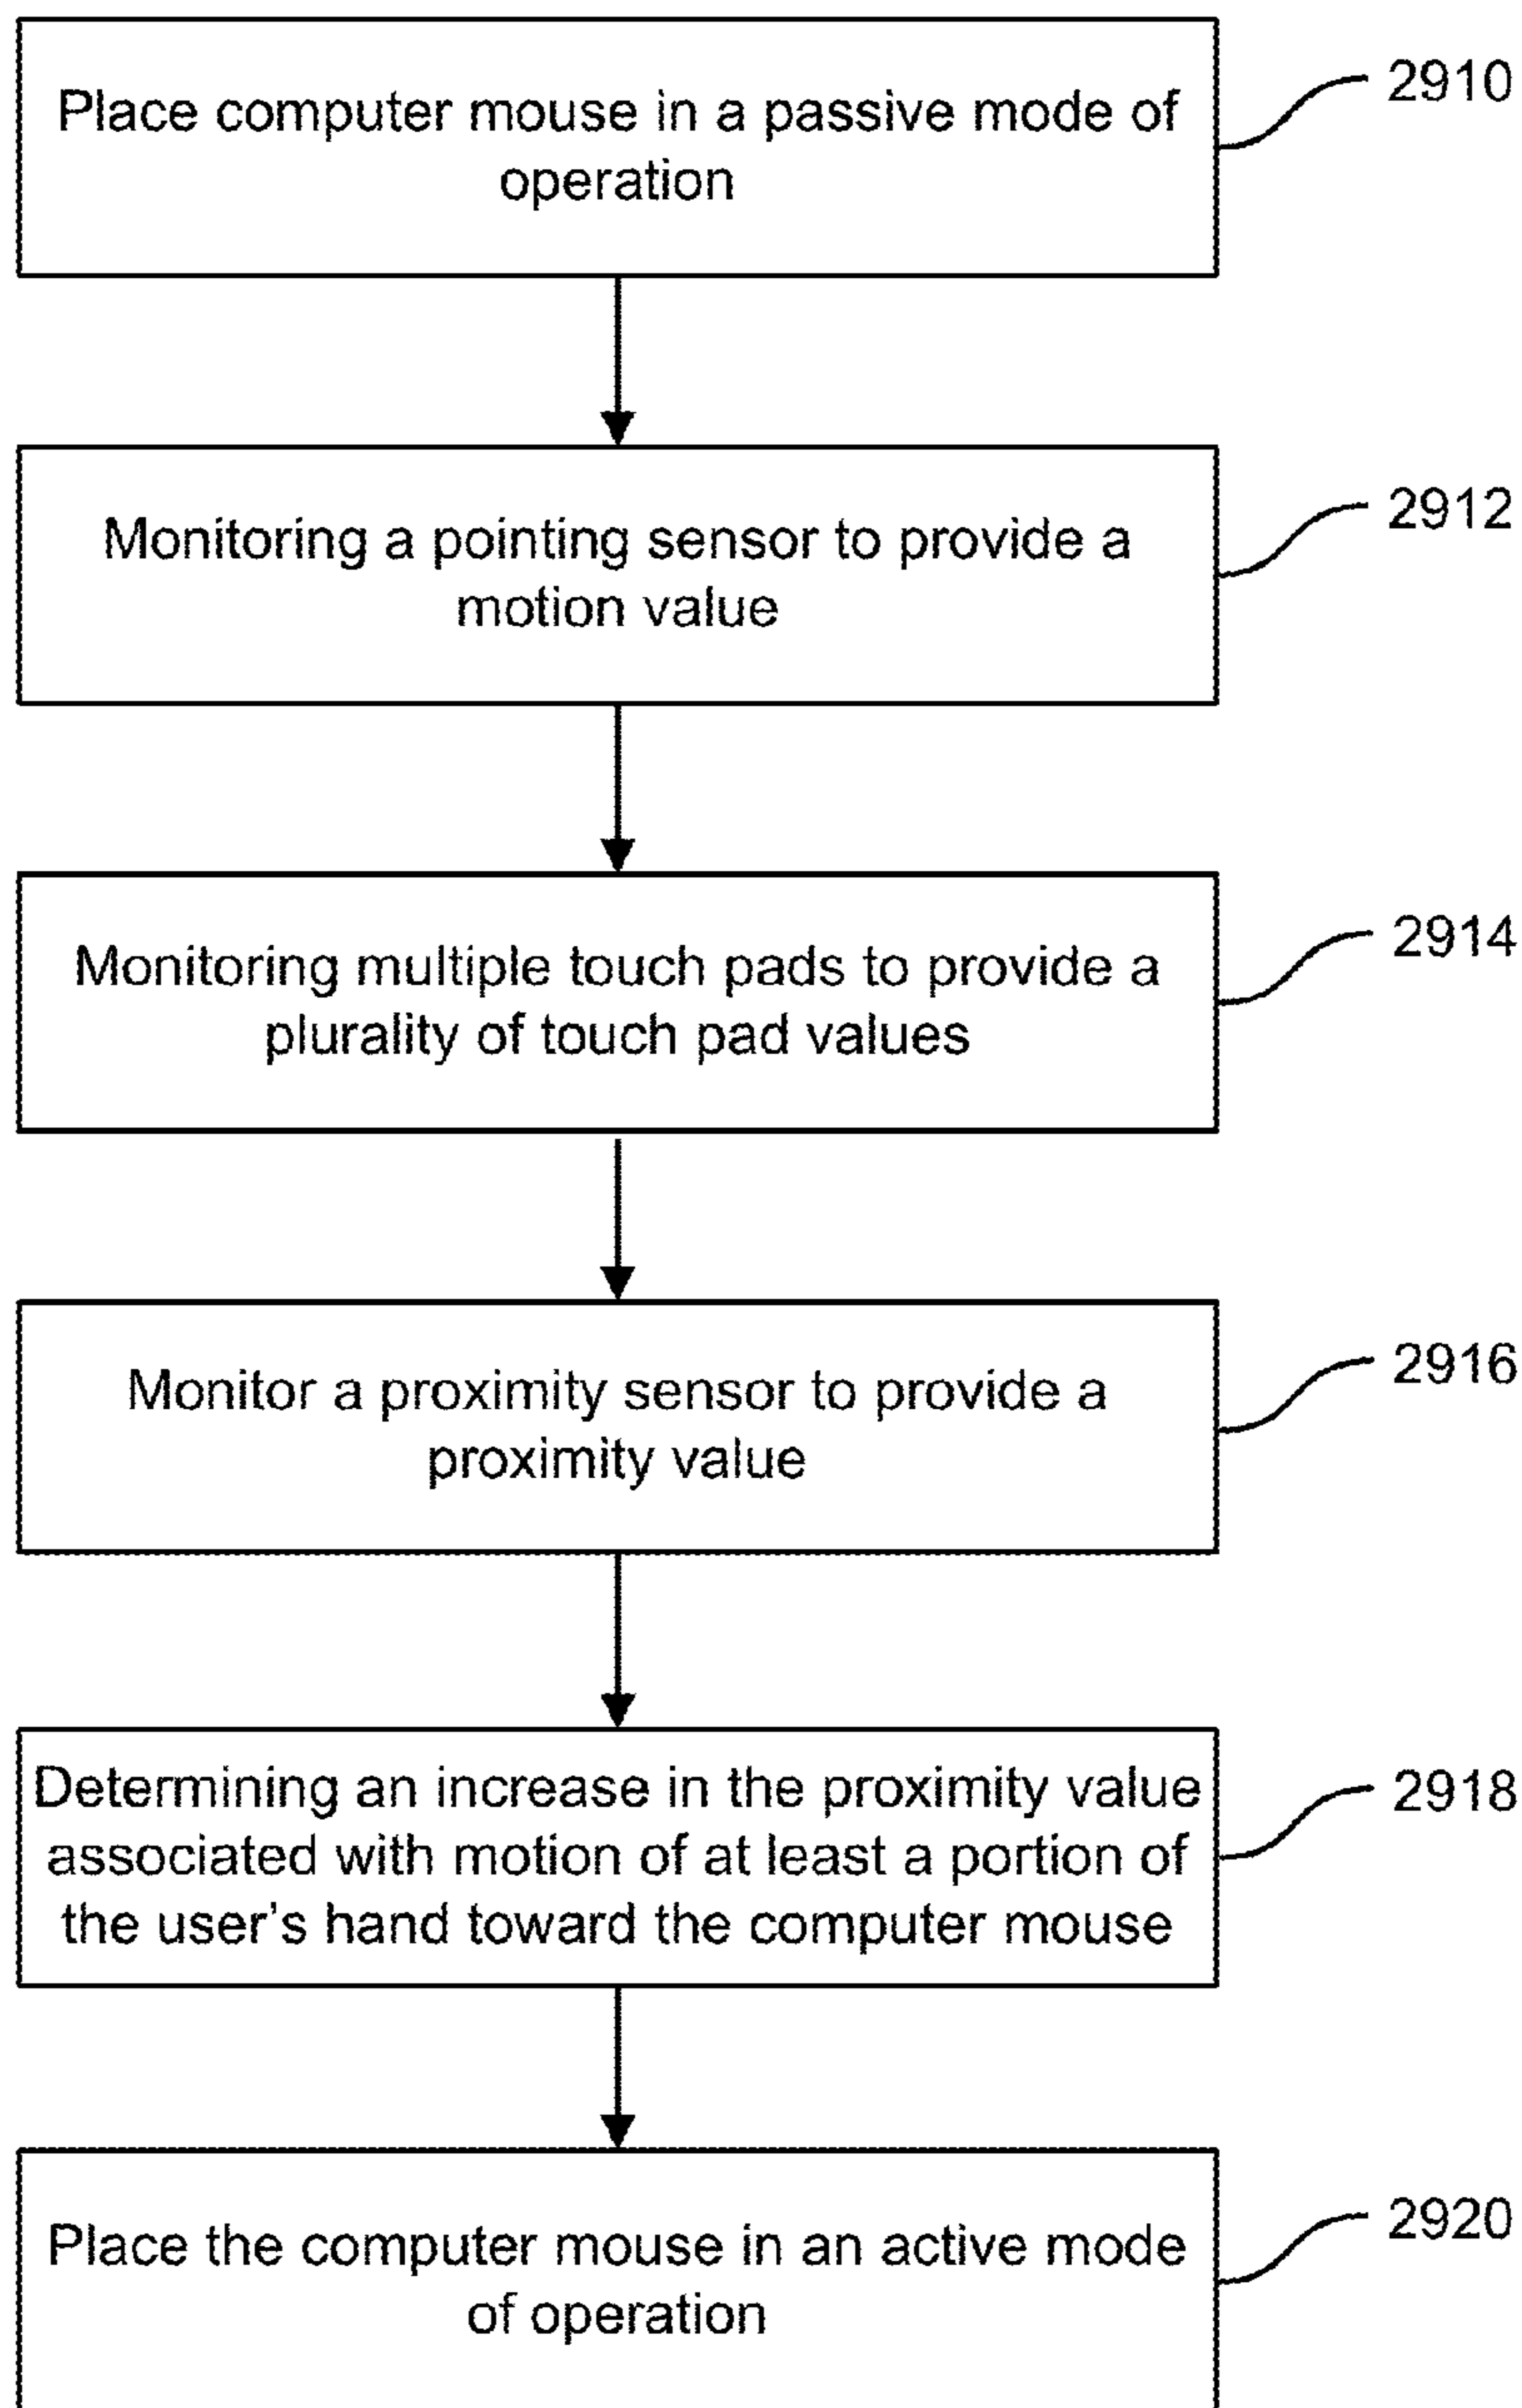 Place computer mouse in a passive mode of
operation
2910
Monitoring a pointing sensor to provide a
motion value
2912
Monitoring multiple touch pads to provide a
plurality of touch pad values
2914
Monitor a proximity sensor to provide a
proximity value
2916
Determining an increase in the proximity value
associated with motion of at least a portion of
the user's hand toward the computer mouse
2918
Place the computer mouse in an active mode
of operation
2920